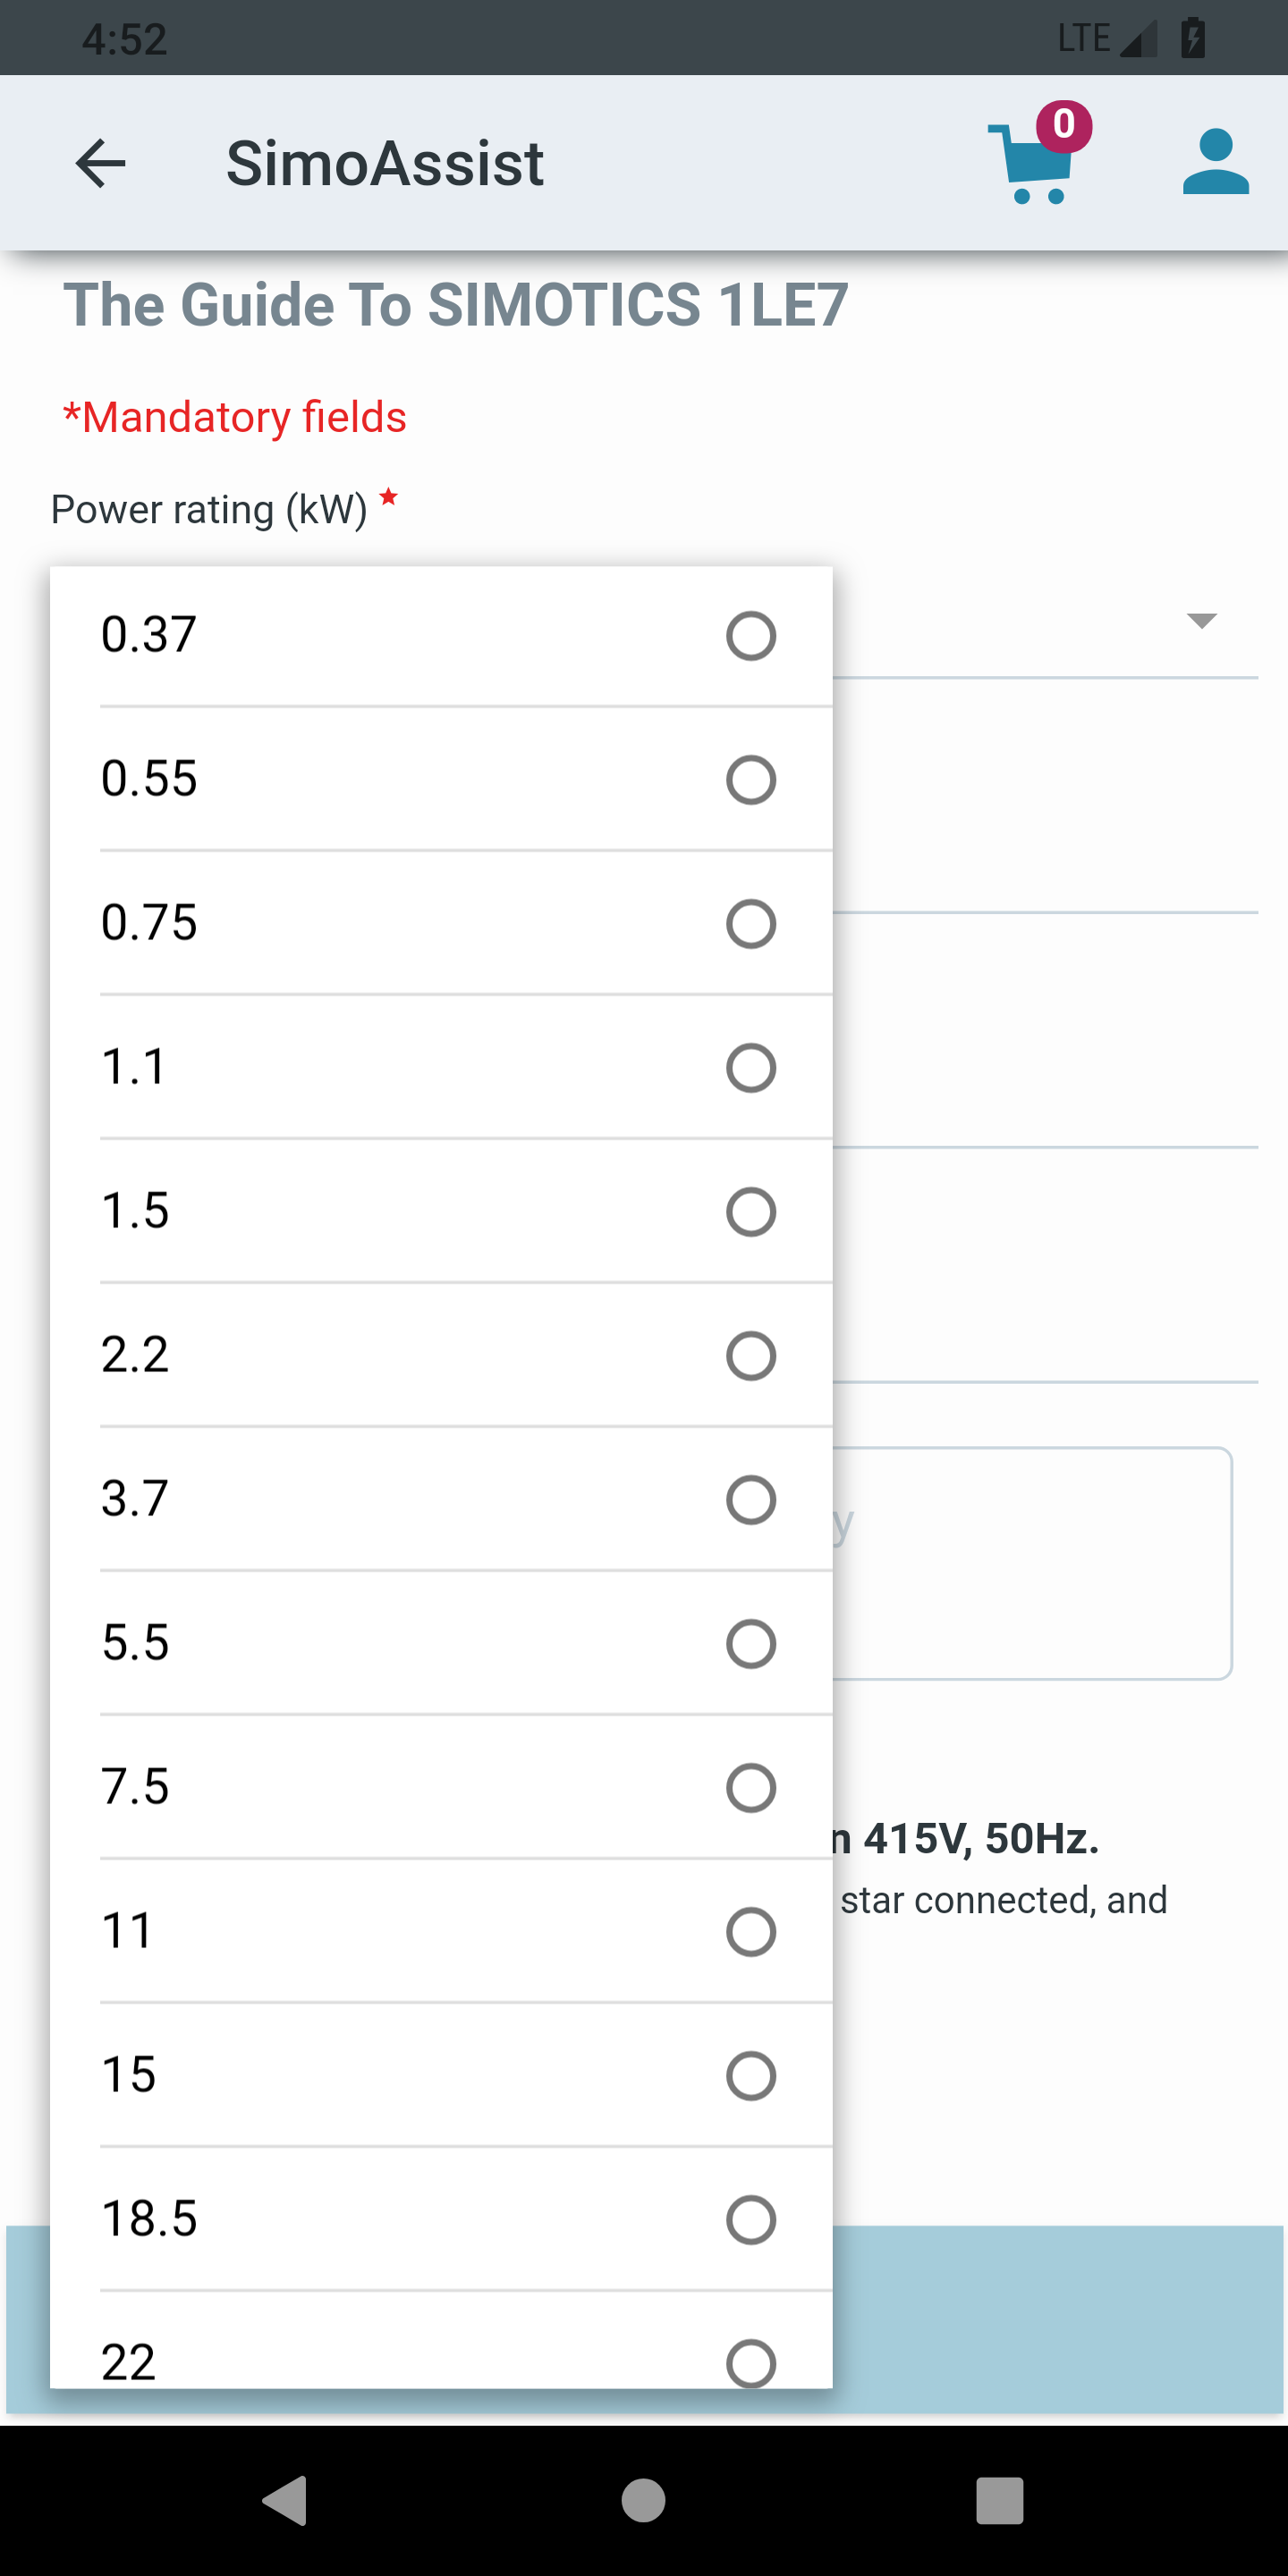 4:52 LTE
SimoAssist 0
The Guide To SIMOTICS 1LE7
*Mandatory fields
Power rating (kW) *
0.37
0.55
0.75
1.1
1.5
2.2
3.7
y
5.5
7.5
n 415V, 50Hz.
star connected, and
11
15
18.5
22